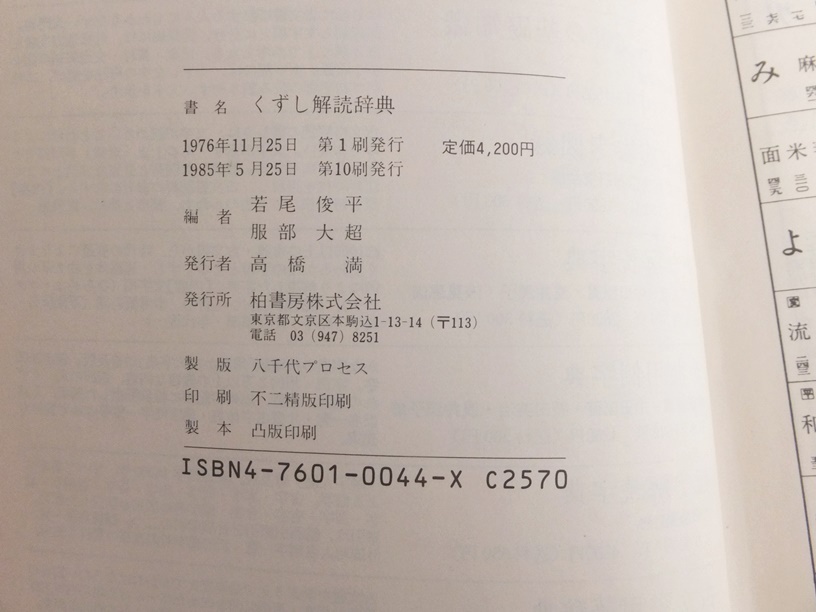 書名 くずし解読辞典
1976年11月25日 第1刷発行 定価4,200円
1985年5月25日 第10刷発行
編者 若尾俊平
服部大超
発行者 高橋満
発行所 柏書房株式会社
東京都文京区本駒込1-13-14（〒113）
電話 03（947）8251
製版 八千代プロセス
印刷 不二精版印刷
製本 凸版印刷
ISBN4-7601-0044-X C2570
み 麻
面 米
よ
流
和